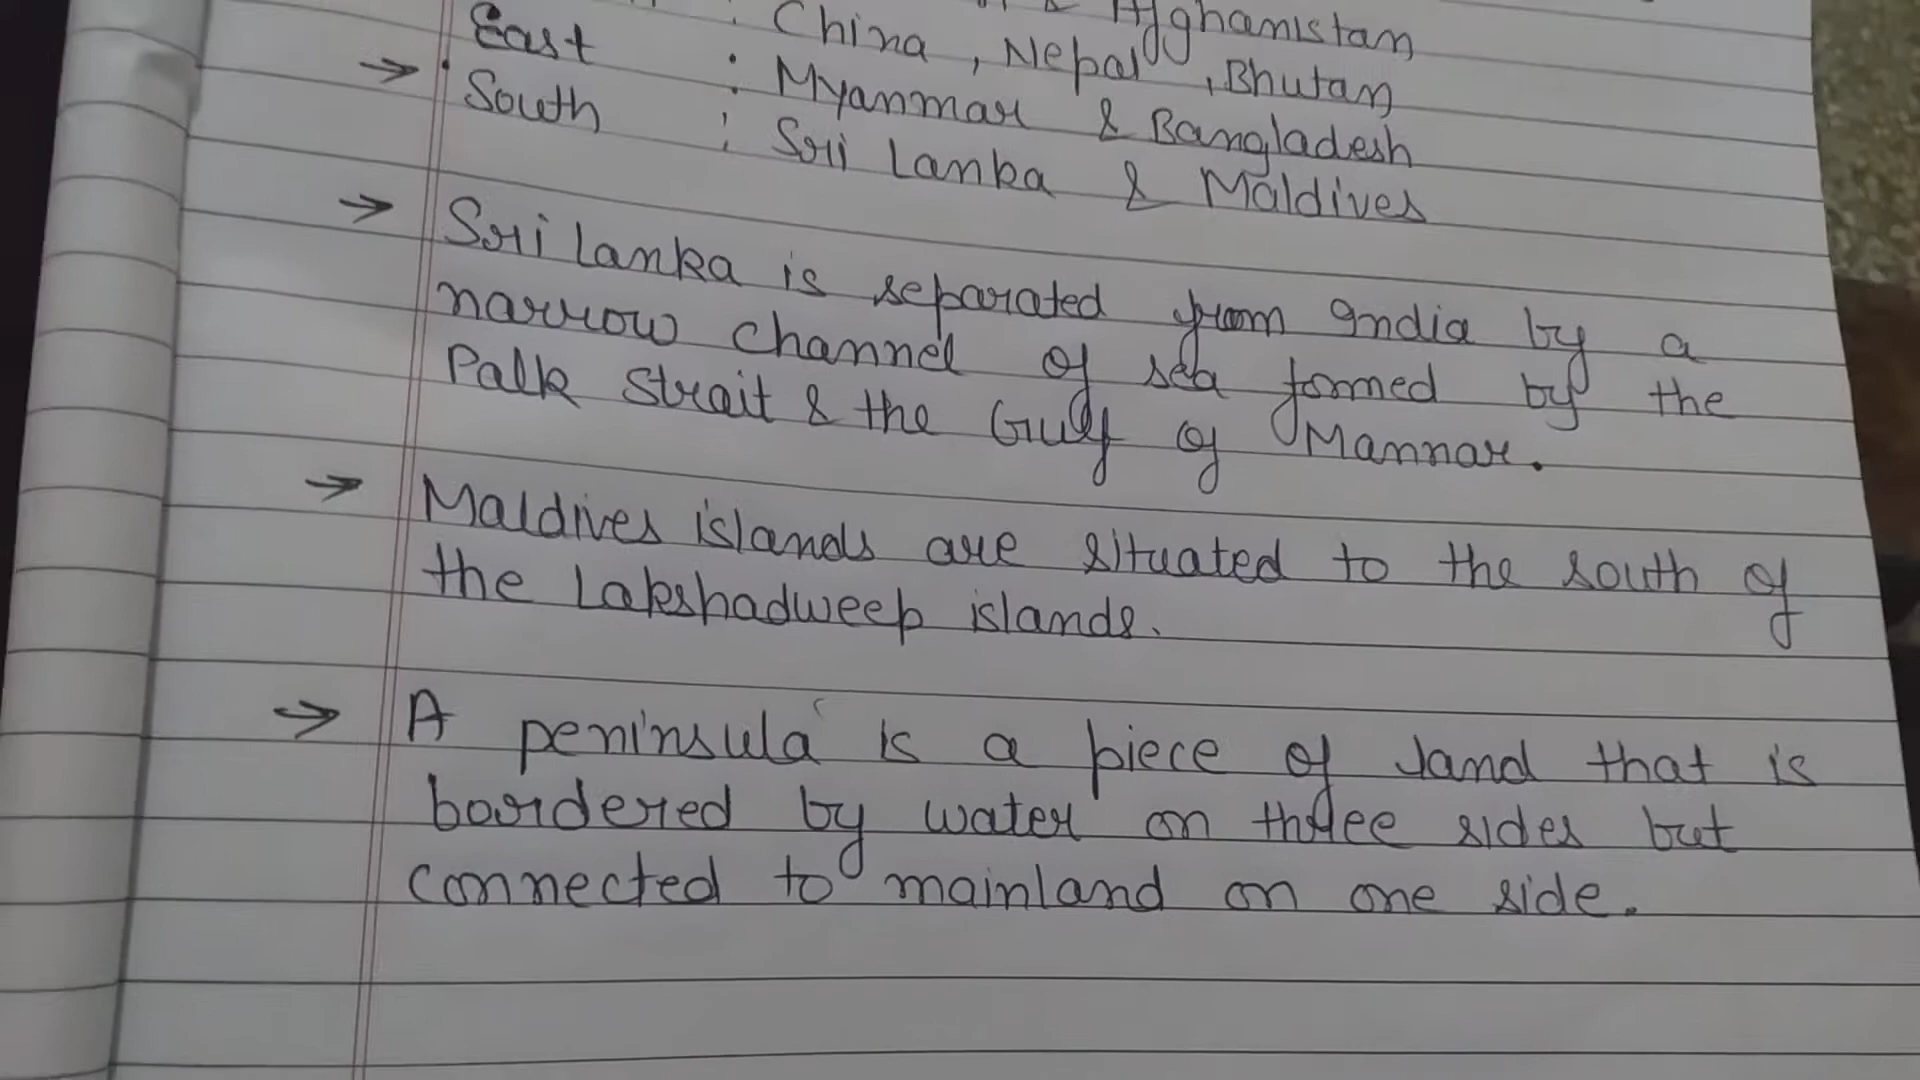 & Afghanistan
: China, Nepal, Bhutan
East : Myanmar & Bangladesh
→ South : Sri Lanka & Maldives
→ Sri Lanka is separated from India by a
narrow channel of sea formed by the
Palk Strait & the Gulf of Mannar.
→ Maldives islands are situated to the south of
the Lakshadweep islands.
→ A peninsula is a piece of land that is
bordered by water on three sides but
connected to mainland on one side.